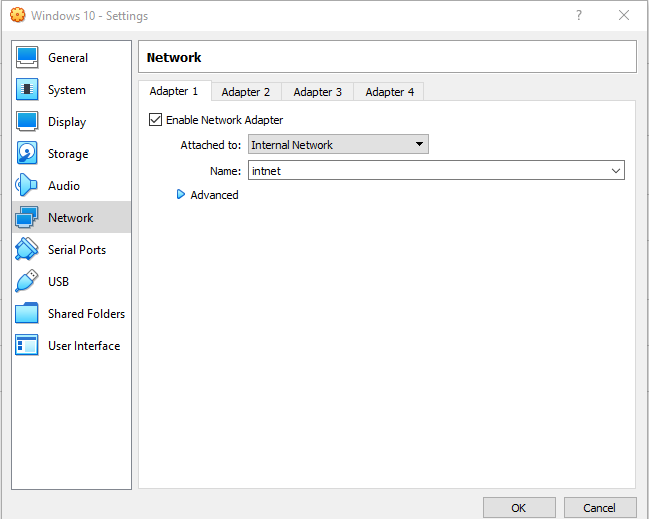 Windows 10 - Settings
?
General
System
Display
Storage
Audio
Network
Serial Ports
USB
Shared Folders
User Interface
Network
Adapter 1 Adapter 2 Adapter 3 Adapter 4
Enable Network Adapter
Attached to: Internal Network
Name: intnet
Advanced
OK Cancel